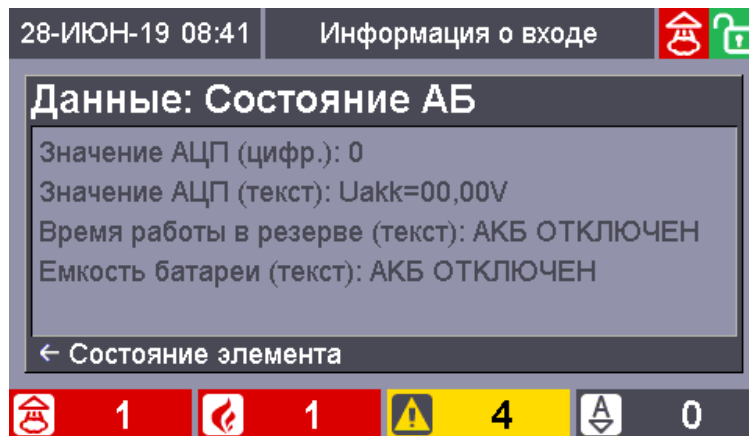 28-ИЮН-19 08:41 Информация о входе
Данные: Состояние АБ
Значение АЦП (цифр.): 0
Значение АЦП (текст): Uakk=00,00V
Время работы в резерве (текст): АКБ ОТКЛЮЧЕН
Емкость батареи (текст): АКБ ОТКЛЮЧЕН
← Состояние элемента
1 1 4 A 0